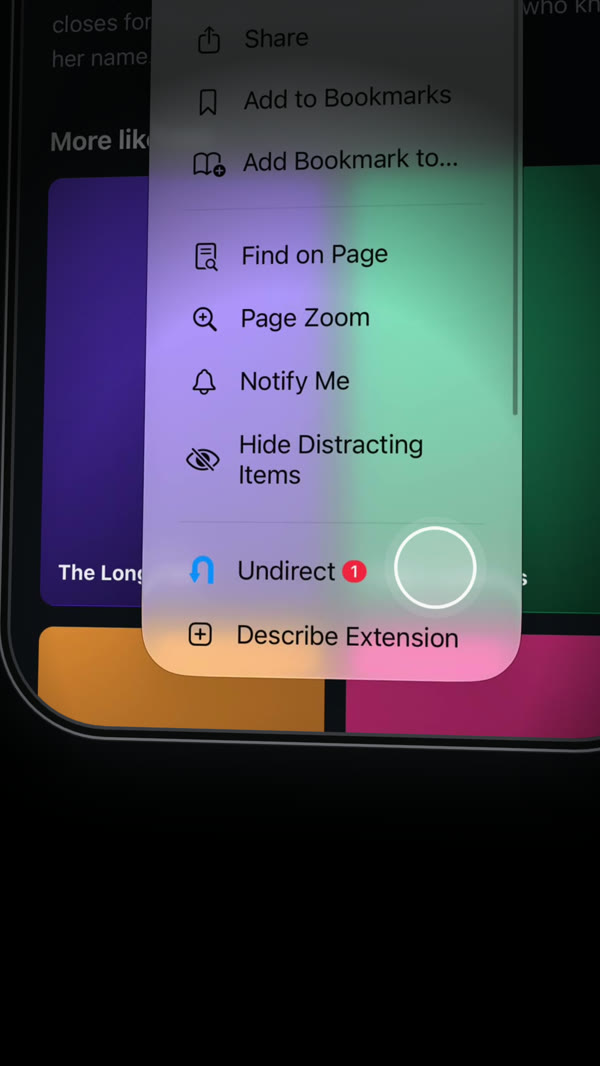 closes for
who kn
her name
Share
Add to Bookmarks
More lik
Add Bookmark to...
Find on Page
Page Zoom
Notify Me
Hide Distracting
Items
Undirect 1
The Long
s
Describe Extension